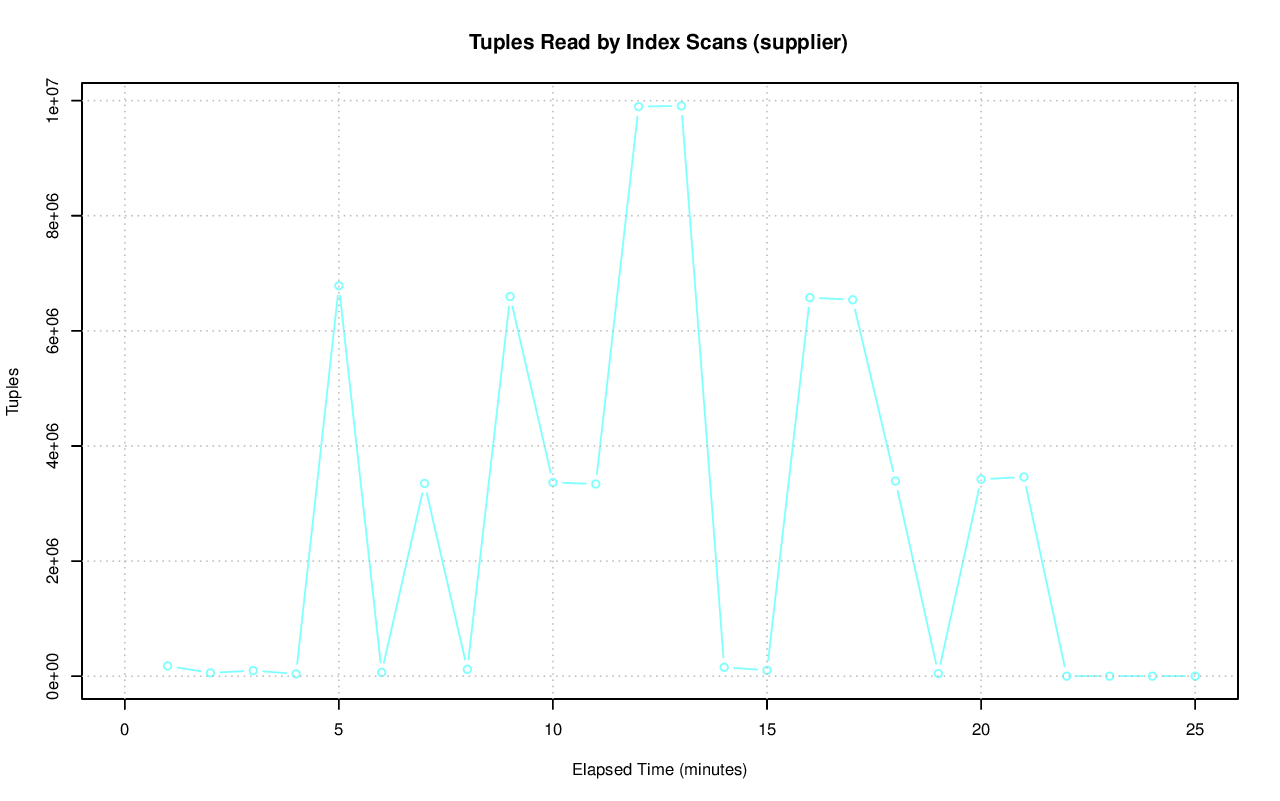 Tuples Read by Index Scans (supplier)
1e+07
8e+06
6e+06
4e+06
2e+06
0e+00
Tuples
0 5 10 15 20 25
Elapsed Time (minutes)